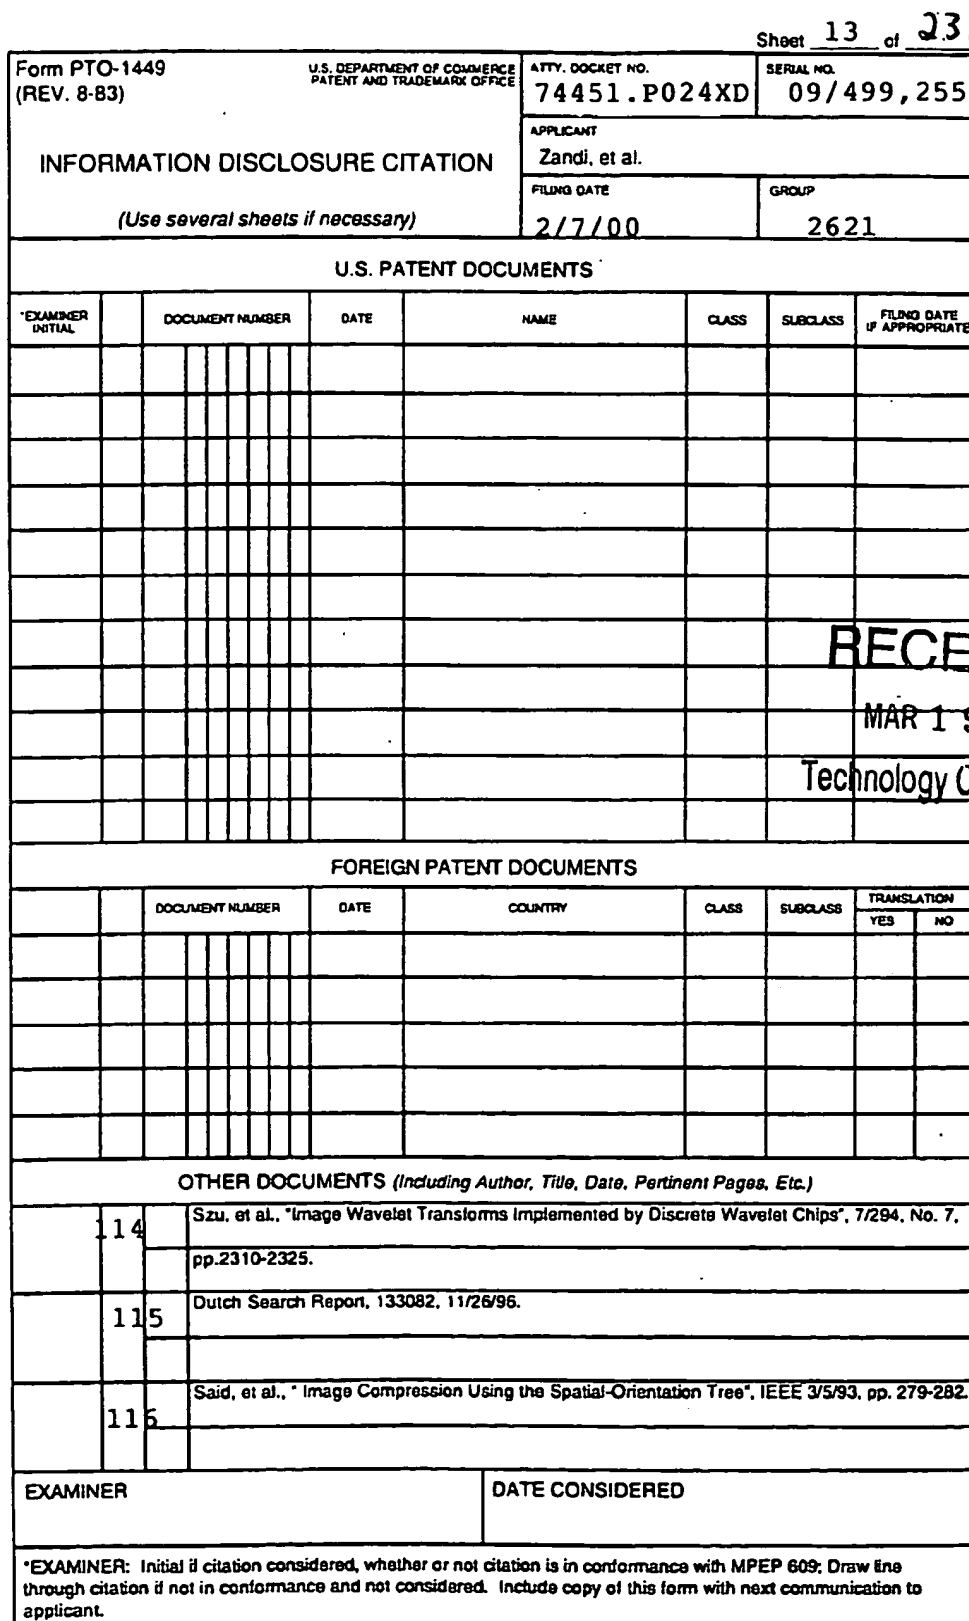 Sheet 13 of 23
Form PTO-1449
(REV. 8-83)
U.S. DEPARTMENT OF COMMERCE
PATENT AND TRADEMARK OFFICE
ATTY. DOCKET NO.
74451.P024XD
SERIAL NO.
09/499,255
INFORMATION DISCLOSURE CITATION
(Use several sheets if necessary)
APPLICANT
Zandi, et al.
FILING DATE
2/7/00
GROUP
2621
U.S. PATENT DOCUMENTS
*EXAMINER
INITIAL
DOCUMENT NUMBER
DATE
NAME
CLASS
SUBCLASS
FILING DATE
IF APPROPRIATE
RECE
MAR 1 9
Technology C
FOREIGN PATENT DOCUMENTS
DOCUMENT NUMBER
DATE
COUNTRY
CLASS
SUBCLASS
TRANSLATION
YES
NO
OTHER DOCUMENTS (Including Author, Title, Date, Pertinent Pages, Etc.)
114
Szu, et al., "Image Wavelet Transforms Implemented by Discrete Wavelet Chips", 7/294, No. 7,
pp.2310-2325.
115
Dutch Search Report, 133082, 11/26/96.
116
Said, et al., " Image Compression Using the Spatial-Orientation Tree", IEEE 3/5/93, pp. 279-282.
EXAMINER
DATE CONSIDERED
*EXAMINER: Initial if citation considered, whether or not citation is in conformance with MPEP 609; Draw line
through citation if not in conformance and not considered. Include copy of this form with next communication to
applicant.